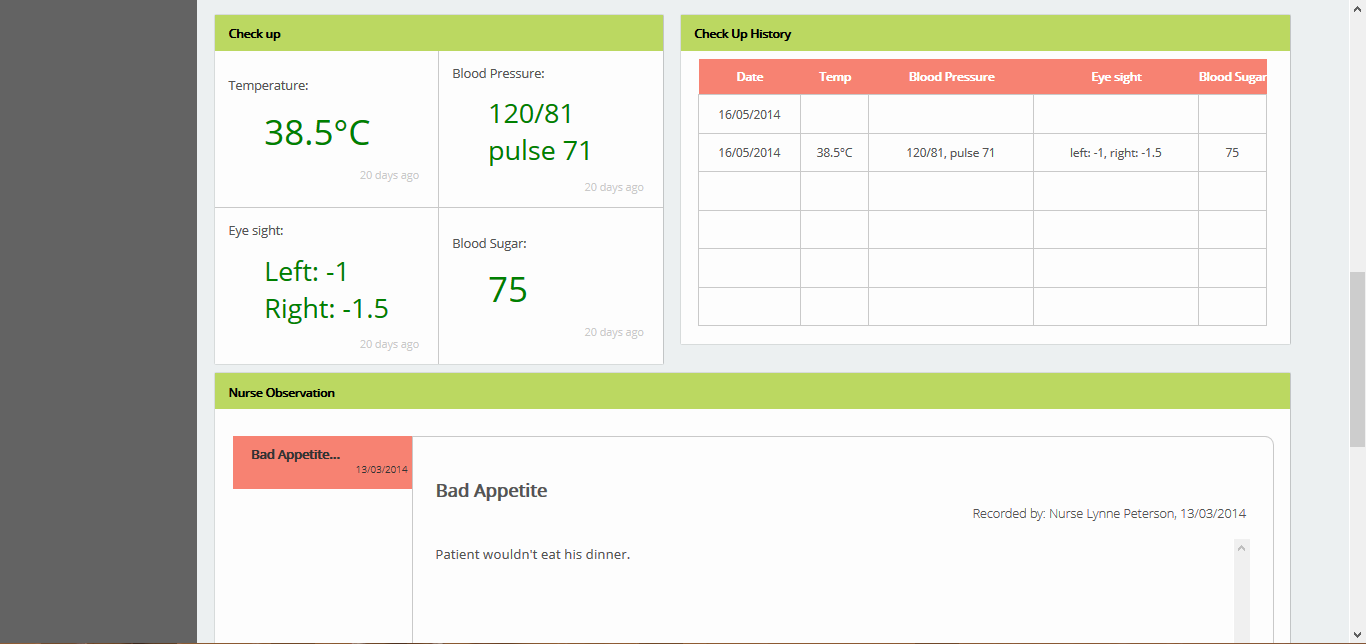 Check up
Temperature:
38.5°C
20 days ago
Blood Pressure:
120/81
pulse 71
20 days ago
Eye sight:
Left: -1
Right: -1.5
20 days ago
Blood Sugar:
75
20 days ago
Check Up History
Date Temp Blood Pressure Eye sight Blood Sugar
16/05/2014
16/05/2014 38.5°C 120/81, pulse 71 left: -1, right: -1.5 75
Nurse Observation
Bad Appetite...
13/03/2014
Bad Appetite
Recorded by: Nurse Lynne Peterson, 13/03/2014
Patient wouldn't eat his dinner.